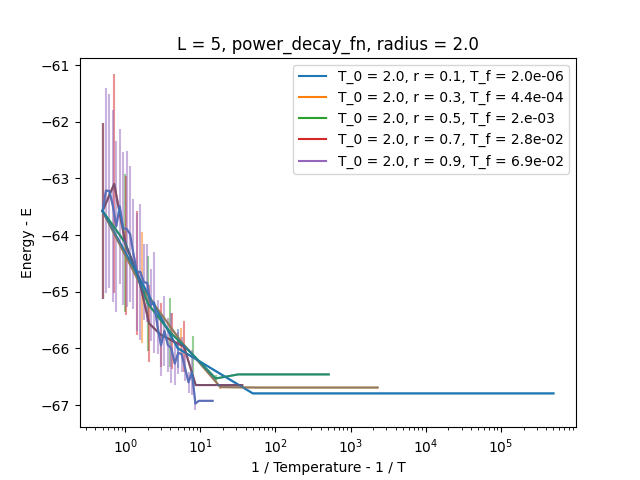 L = 5, power_decay_fn, radius = 2.0
T_0 = 2.0, r = 0.1, T_f = 2.0e-06
T_0 = 2.0, r = 0.3, T_f = 4.4e-04
T_0 = 2.0, r = 0.5, T_f = 2.e-03
T_0 = 2.0, r = 0.7, T_f = 2.8e-02
T_0 = 2.0, r = 0.9, T_f = 6.9e-02
Energy - E
−61
−62
−63
−64
−65
−66
−67
10⁰ 10¹ 10² 10³ 10⁴ 10⁵
1 / Temperature - 1 / T